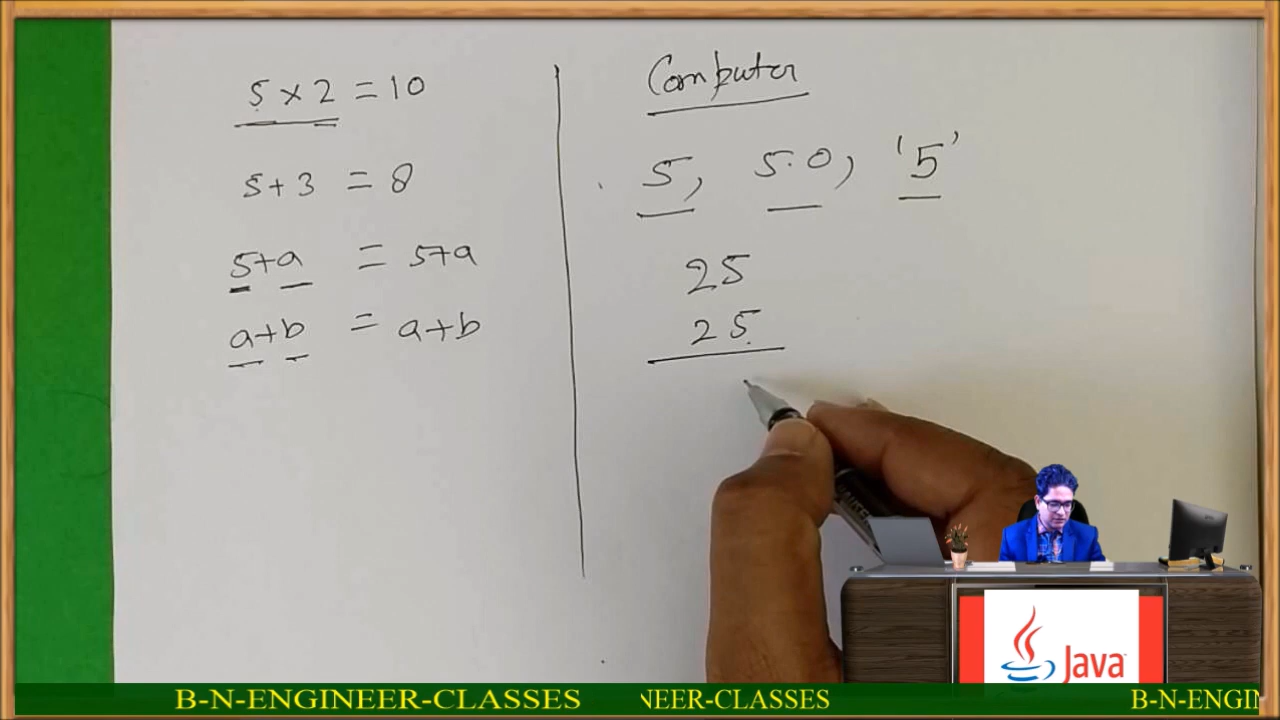 5 × 2 = 10
5 + 3 = 8
5+a = 5+a
a+b = a+b
Computer
5, 5.0, '5'
25
25
Java
B-N-ENGINEER-CLASSES NEER-CLASSES B-N-ENGIN